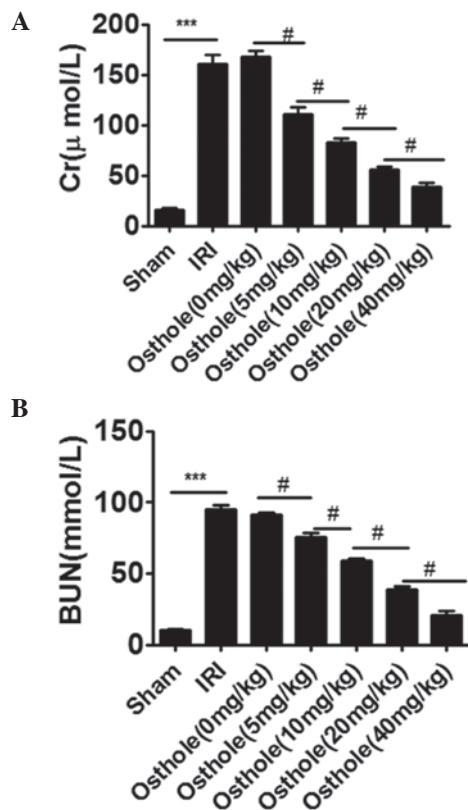 A
Cr(μ mol/L)
200
150
100
50
0
***
#
#
#
#
Sham
IRI
Osthole(0mg/kg)
Osthole(5mg/kg)
Osthole(10mg/kg)
Osthole(20mg/kg)
Osthole(40mg/kg)
B
BUN(mmol/L)
150
100
50
0
***
#
#
#
#
Sham
IRI
Osthole(0mg/kg)
Osthole(5mg/kg)
Osthole(10mg/kg)
Osthole(20mg/kg)
Osthole(40mg/kg)